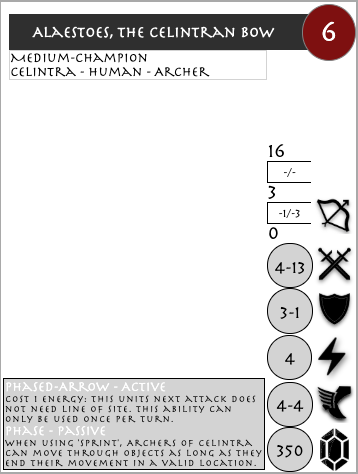 Alaestoes, the Celintran Bow
6
Medium-Champion
Celintra - Human - Archer
16
-/-
3
-1/-3
0
4-13
3-1
4
4-4
350
Phased-Arrow - Active
Cost 1 energy: This units next attack does
not need line of site. This ability can
only be used once per turn.
Phase - Passive
When using 'sprint', Archers of Celintra
can move through objects as long as they
end their movement in a valid location.